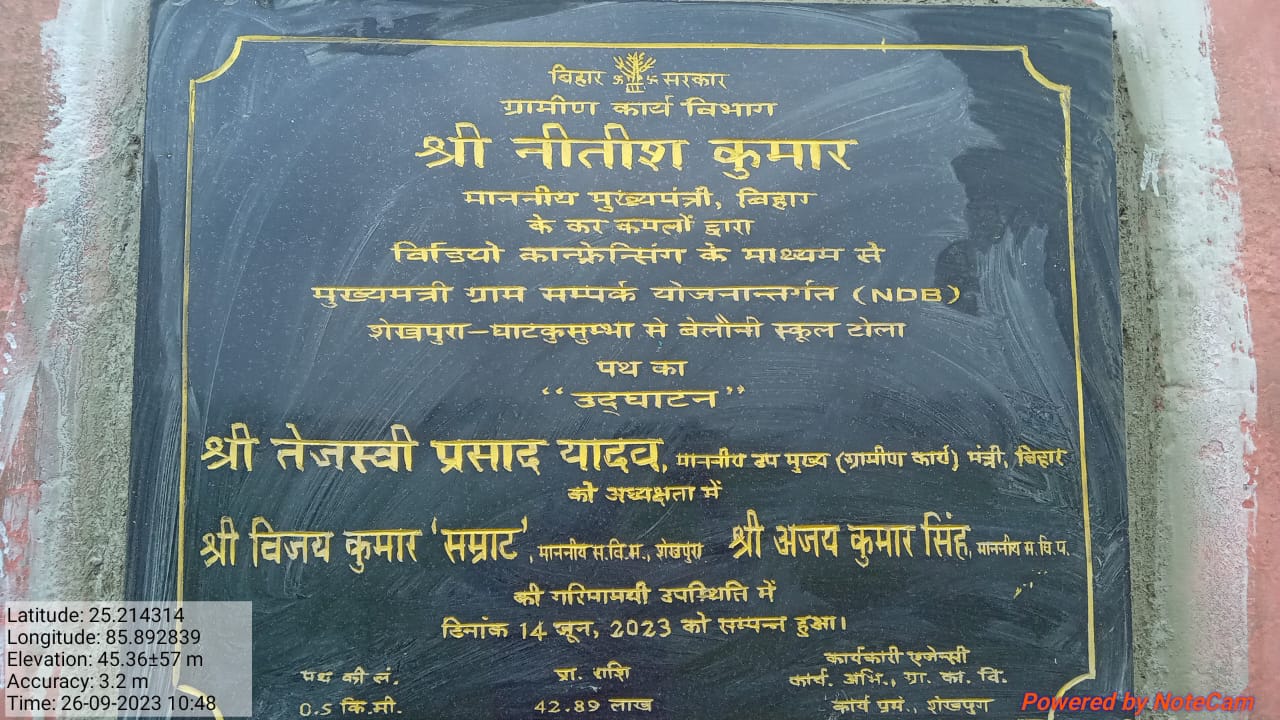 बिहार सरकार
ग्रामीण कार्य विभाग
श्री नीतीश कुमार
माननीय मुख्यमंत्री, बिहार
के कर कमलों द्वारा
विडियो कान्फ्रेन्सिंग के माध्यम से
मुख्यमंत्री ग्राम सम्पर्क योजनान्तर्गत (NDB)
शेखपुरा-घाटकुसुम्भा से बेलौनी स्कूल टोला
पथ का
“उद्घाटन”
श्री तेजस्वी प्रसाद यादव, माननीय उप मुख्य (ग्रामीण कार्य) मंत्री, बिहार
की अध्यक्षता में
श्री विजय कुमार ‘सम्राट’, माननीय स.वि.स., शेखपुरा श्री अजय कुमार सिंह, माननीय स.वि.प.
की गरिमामयी उपस्थिति में
दिनांक 14 जून, 2023 को सम्पन्न हुआ।
पथ की लं. प्रा. राशि कार्यकारी एजेन्सी
कार्य. अभि., ग्रा. का. वि.
0.5 कि.मी. 42.89 लाख कार्य प्रमं., शेखपुरा
Latitude: 25.214314
Longitude: 85.892839
Elevation: 45.36±57 m
Accuracy: 3.2 m
Time: 26-09-2023 10:48
Powered by NoteCam